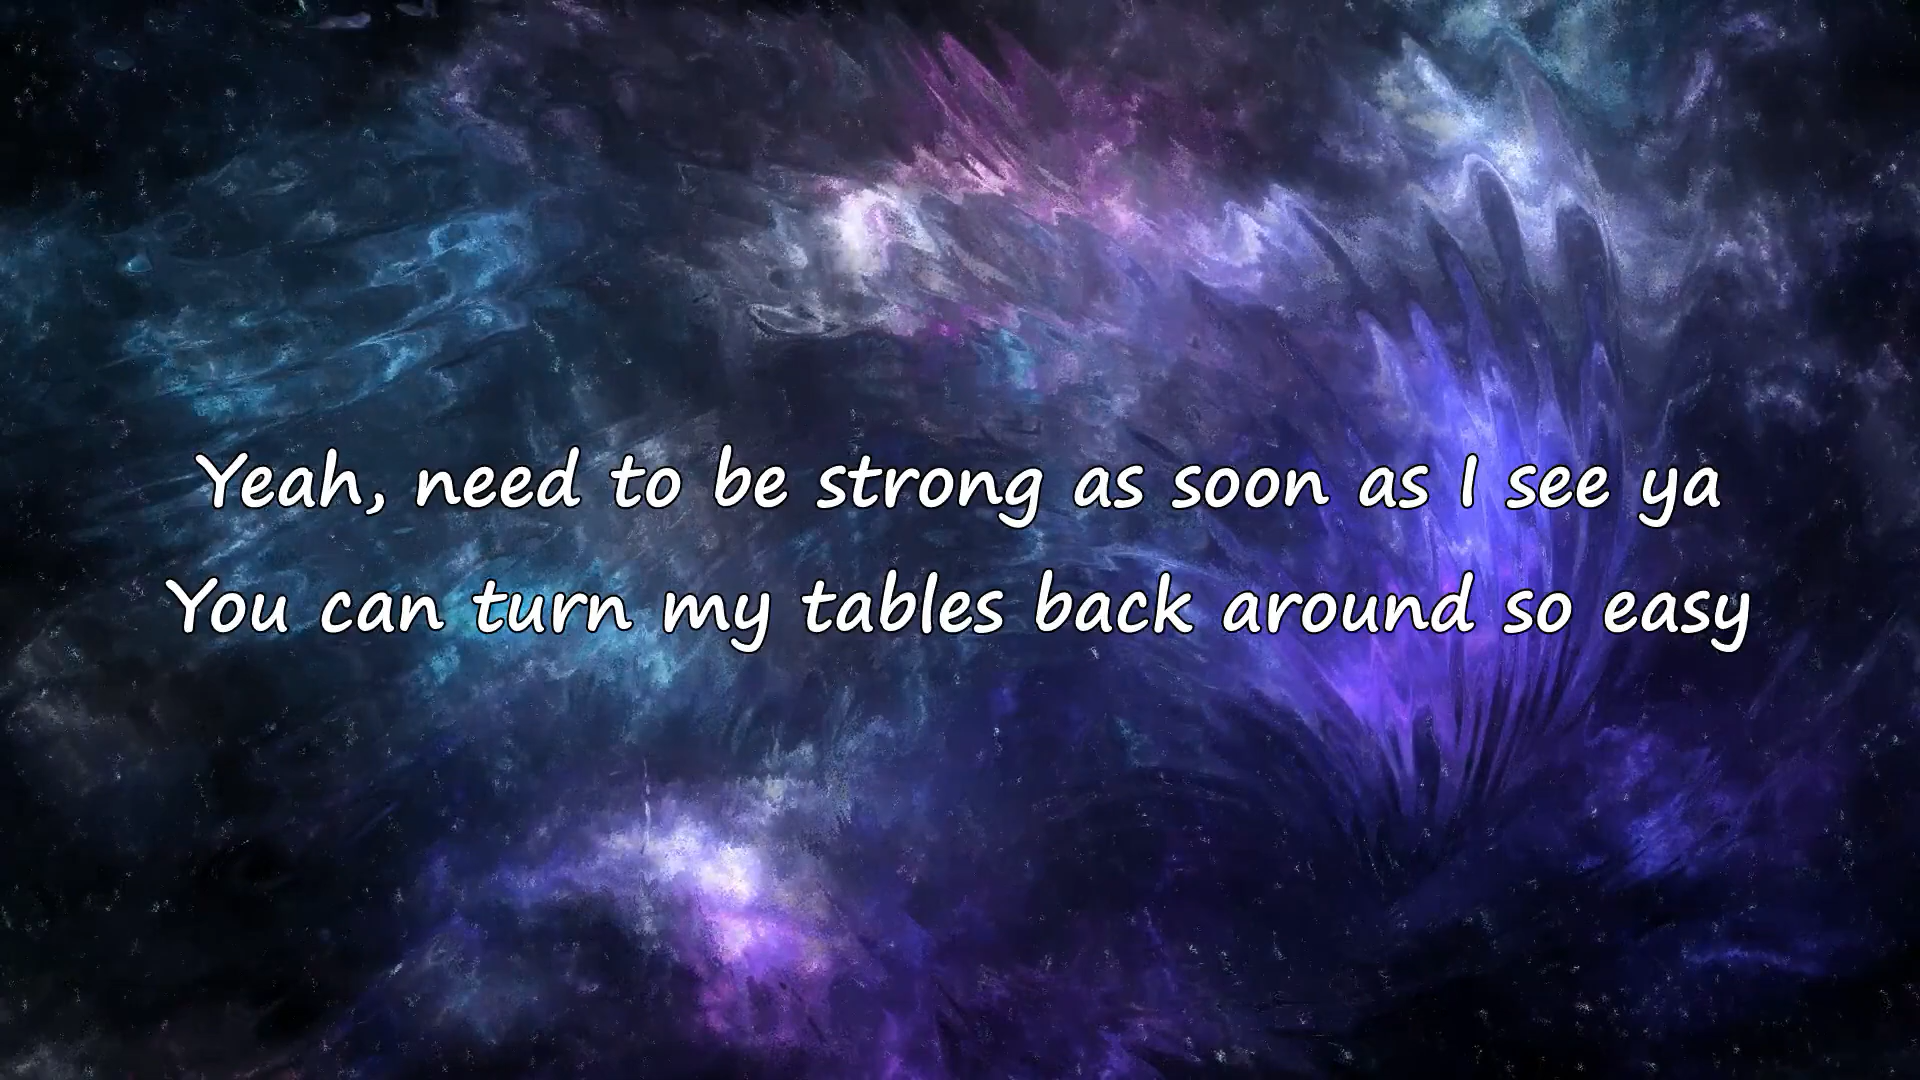 Yeah, need to be strong as soon as I see ya
You can turn my tables back around so easy